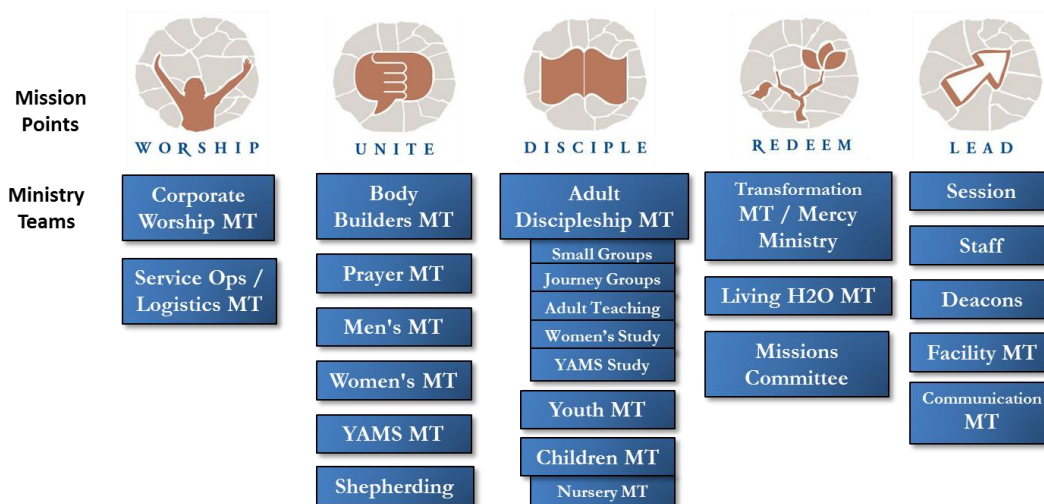 Mission
Points
WORSHIP
UNITE
DISCIPLE
REDEEM
LEAD
Ministry
Teams
Corporate
Worship MT
Service Ops /
Logistics MT
Body
Builders MT
Prayer MT
Men's MT
Women's MT
YAMS MT
Shepherding
Adult
Discipleship MT
Small Groups
Journey Groups
Adult Teaching
Women's Study
YAMS Study
Youth MT
Children MT
Nursery MT
Transformation
MT / Mercy
Ministry
Living H2O MT
Missions
Committee
Session
Staff
Deacons
Facility MT
Communication
MT